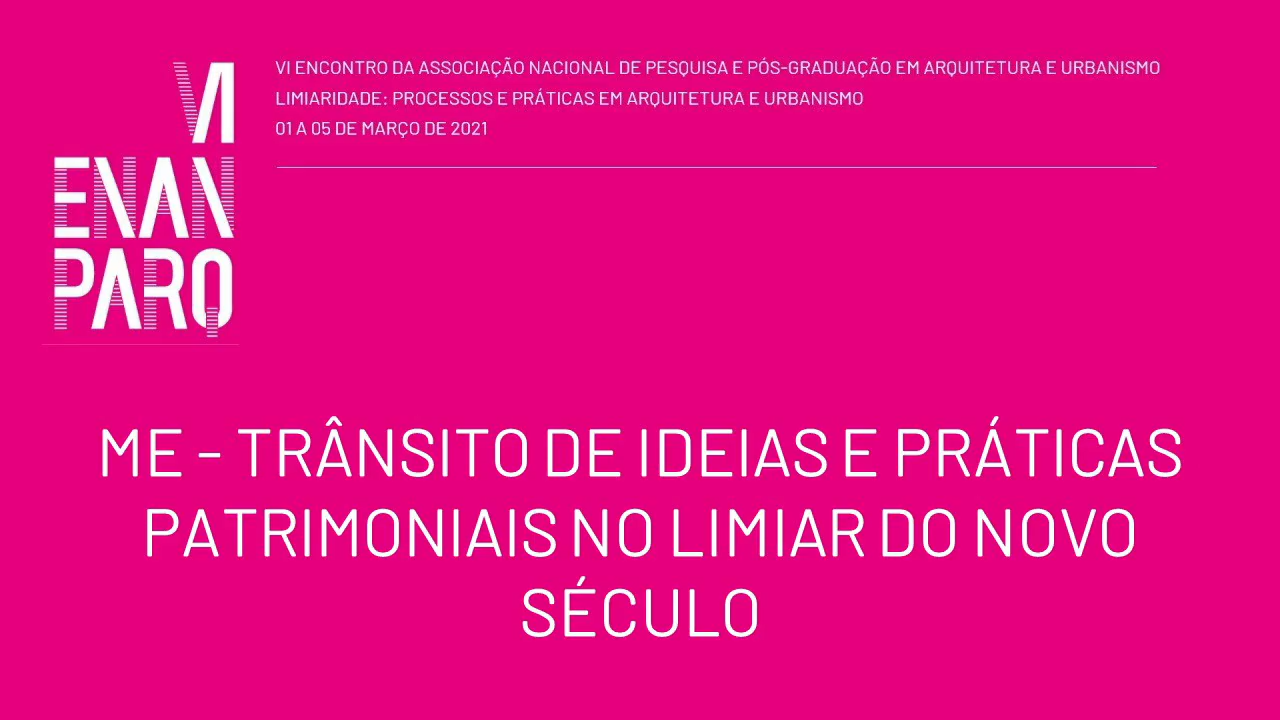 VI
ENAN
PARQ
VI ENCONTRO DA ASSOCIAÇÃO NACIONAL DE PESQUISA E PÓS-GRADUAÇÃO EM ARQUITETURA E URBANISMO
LIMIARIDADE: PROCESSOS E PRÁTICAS EM ARQUITETURA E URBANISMO
01 A 05 DE MARÇO DE 2021
ME - TRÂNSITO DE IDEIAS E PRÁTICAS
PATRIMONIAIS NO LIMIAR DO NOVO
SÉCULO